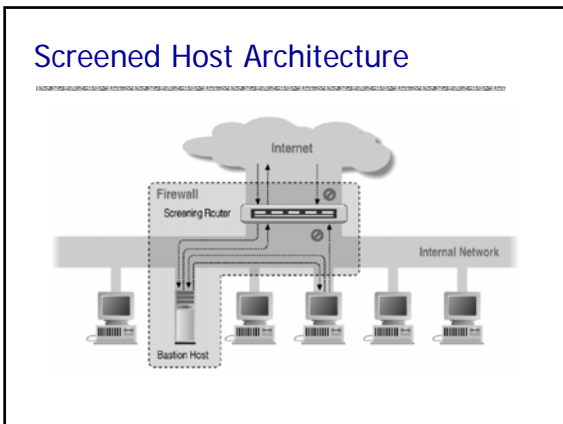 Screened Host Architecture
Internet
Firewall
Screening Router
Internal Network
Bastion Host